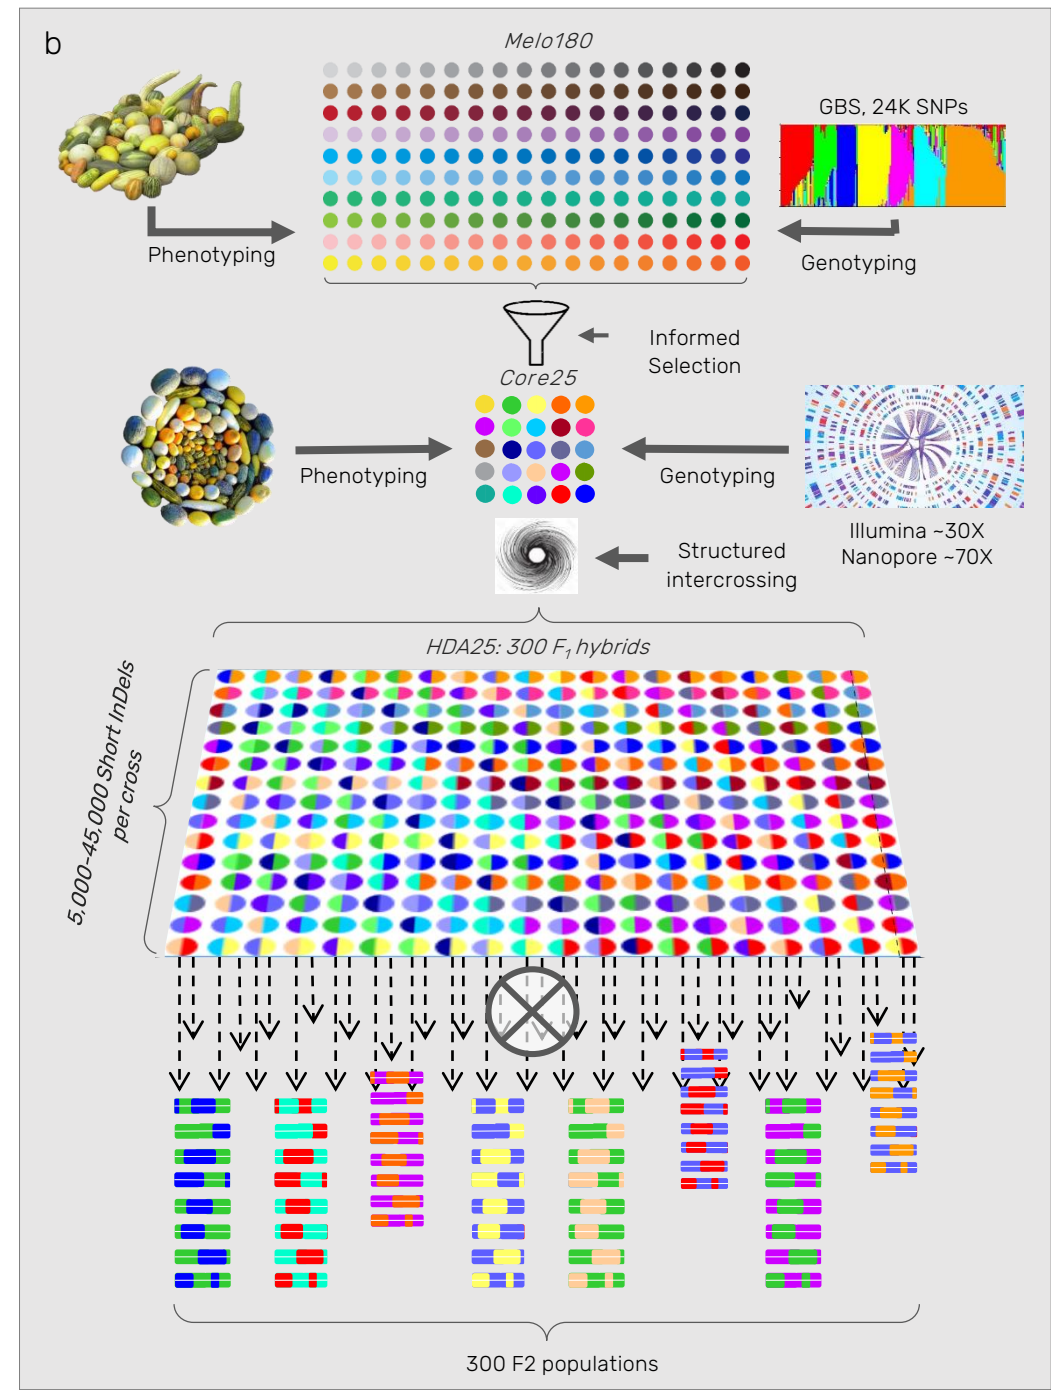 b
Melo180
GBS, 24K SNPs
Phenotyping
Genotyping
Informed
Selection
Core25
Phenotyping
Genotyping
Illumina ~30X
Nanopore ~70X
Structured
intercrossing
HDA25: 300 F1 hybrids
5,000-45,000 Short InDels
per cross
300 F2 populations